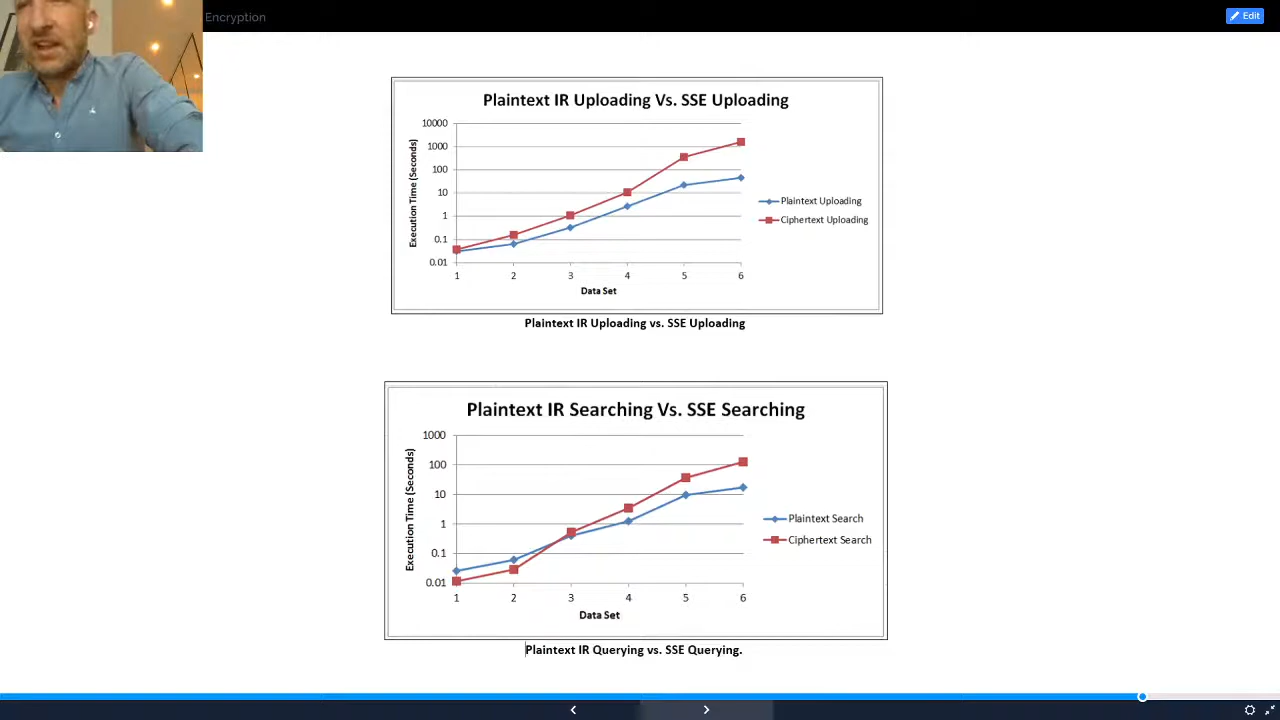 Encryption
Edit
Plaintext IR Uploading Vs. SSE Uploading
10000
1000
100
10
1
0.1
0.01
Execution Time (Seconds)
1 2 3 4 5 6
Data Set
Plaintext Uploading
Ciphertext Uploading
Plaintext IR Uploading vs. SSE Uploading
Plaintext IR Searching Vs. SSE Searching
1000
100
10
1
0.1
0.01
Execution Time (Seconds)
1 2 3 4 5 6
Data Set
Plaintext Search
Ciphertext Search
Plaintext IR Querying vs. SSE Querying.